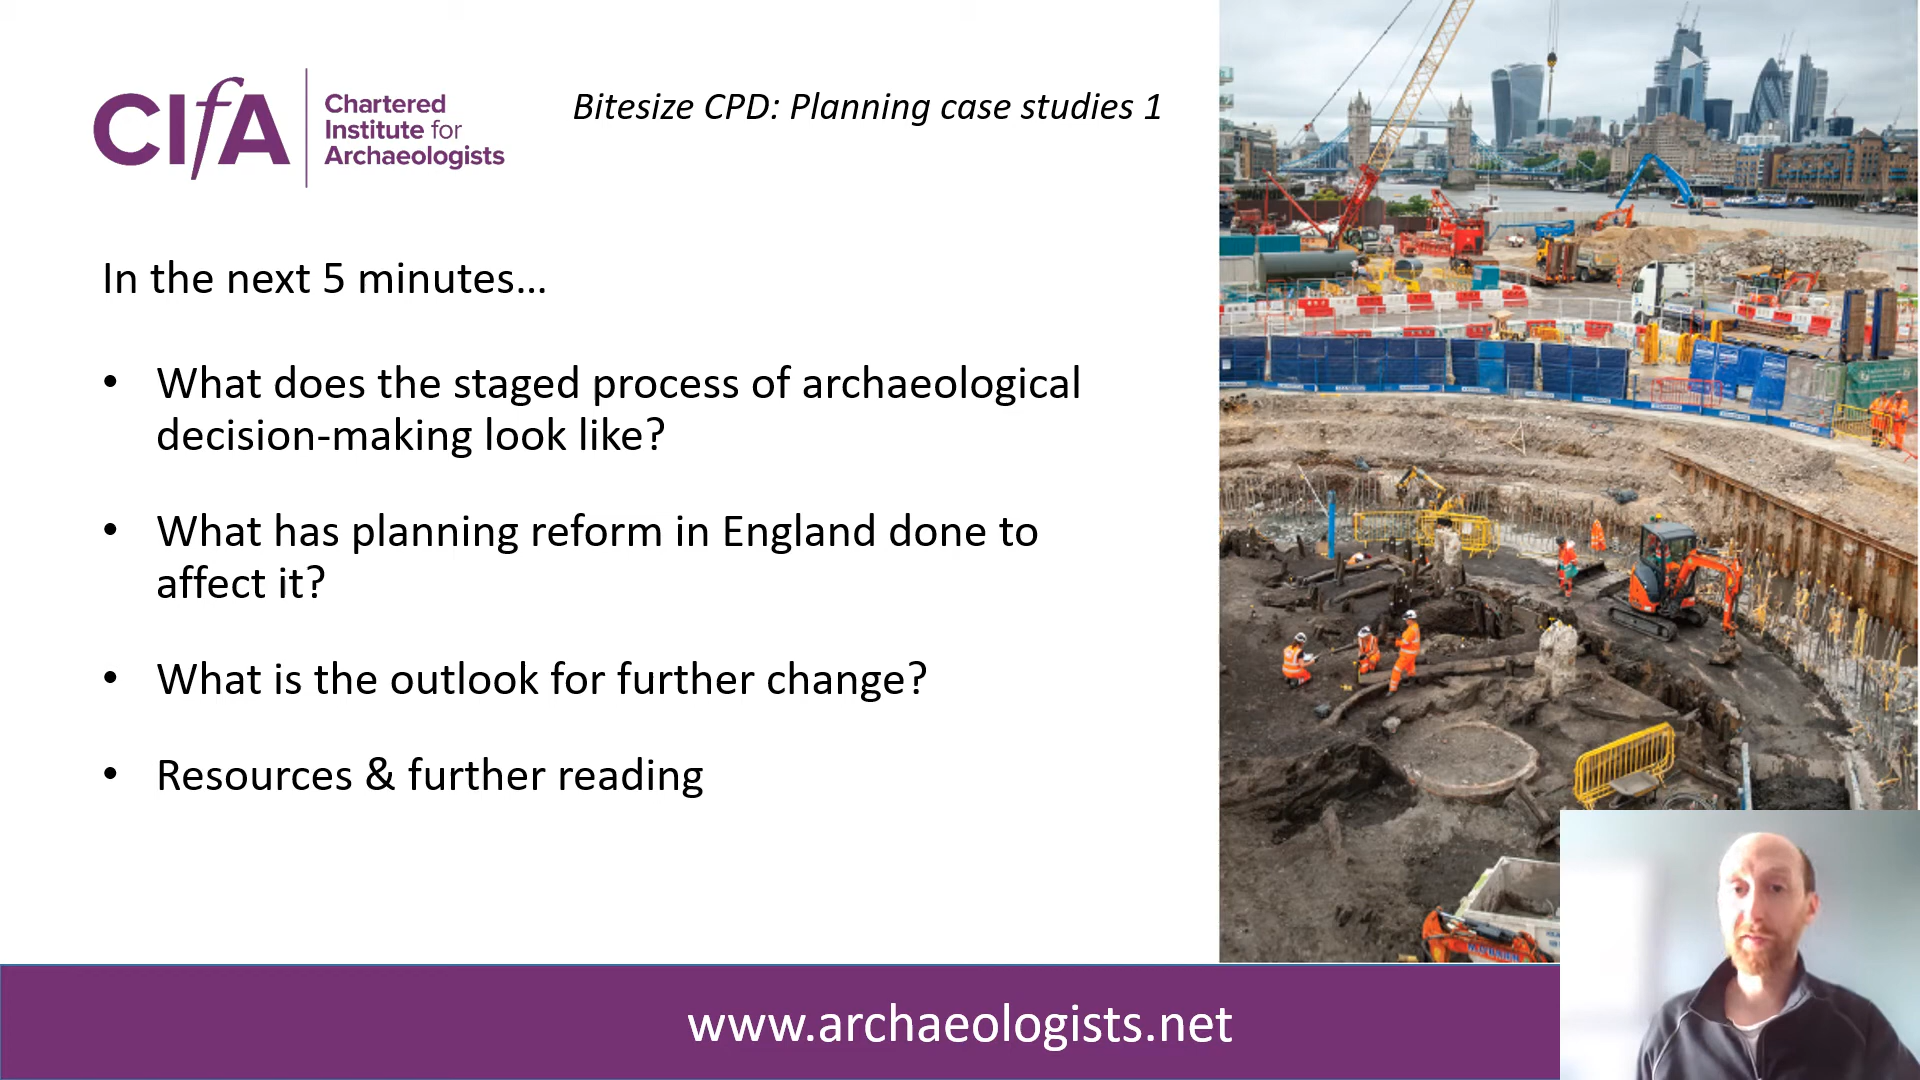 CIfA
Chartered
Institute for
Archaeologists
Bitesize CPD: Planning case studies 1
In the next 5 minutes...
• What does the staged process of archaeological
decision-making look like?
• What has planning reform in England done to
affect it?
• What is the outlook for further change?
• Resources & further reading
www.archaeologists.net